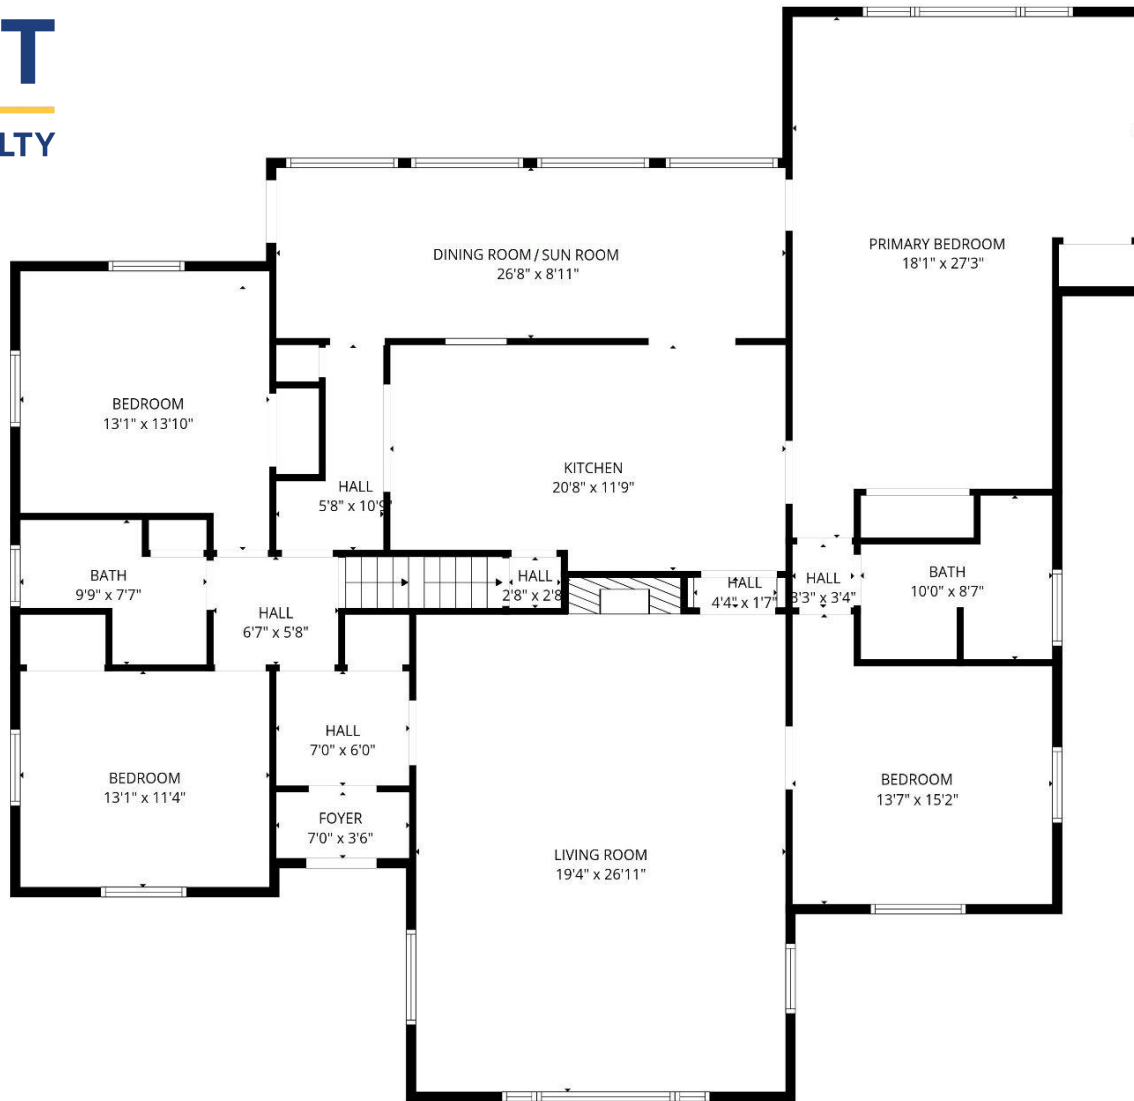 T
LTY
PRIMARY BEDROOM
18'1" x 27'3"
DINING ROOM / SUN ROOM
26'8" x 8'11"
BEDROOM
13'1" x 13'10"
KITCHEN
20'8" x 11'9"
HALL
5'8" x 10'9"
BATH
9'9" x 7'7"
HALL
6'7" x 5'8"
HALL
2'8" x 2'8
HALL
4'4" x 1'7"
HALL
3'3" x 3'4"
BATH
10'0" x 8'7"
HALL
7'0" x 6'0"
BEDROOM
13'1" x 11'4"
FOYER
7'0" x 3'6"
LIVING ROOM
19'4" x 26'11"
BEDROOM
13'7" x 15'2"